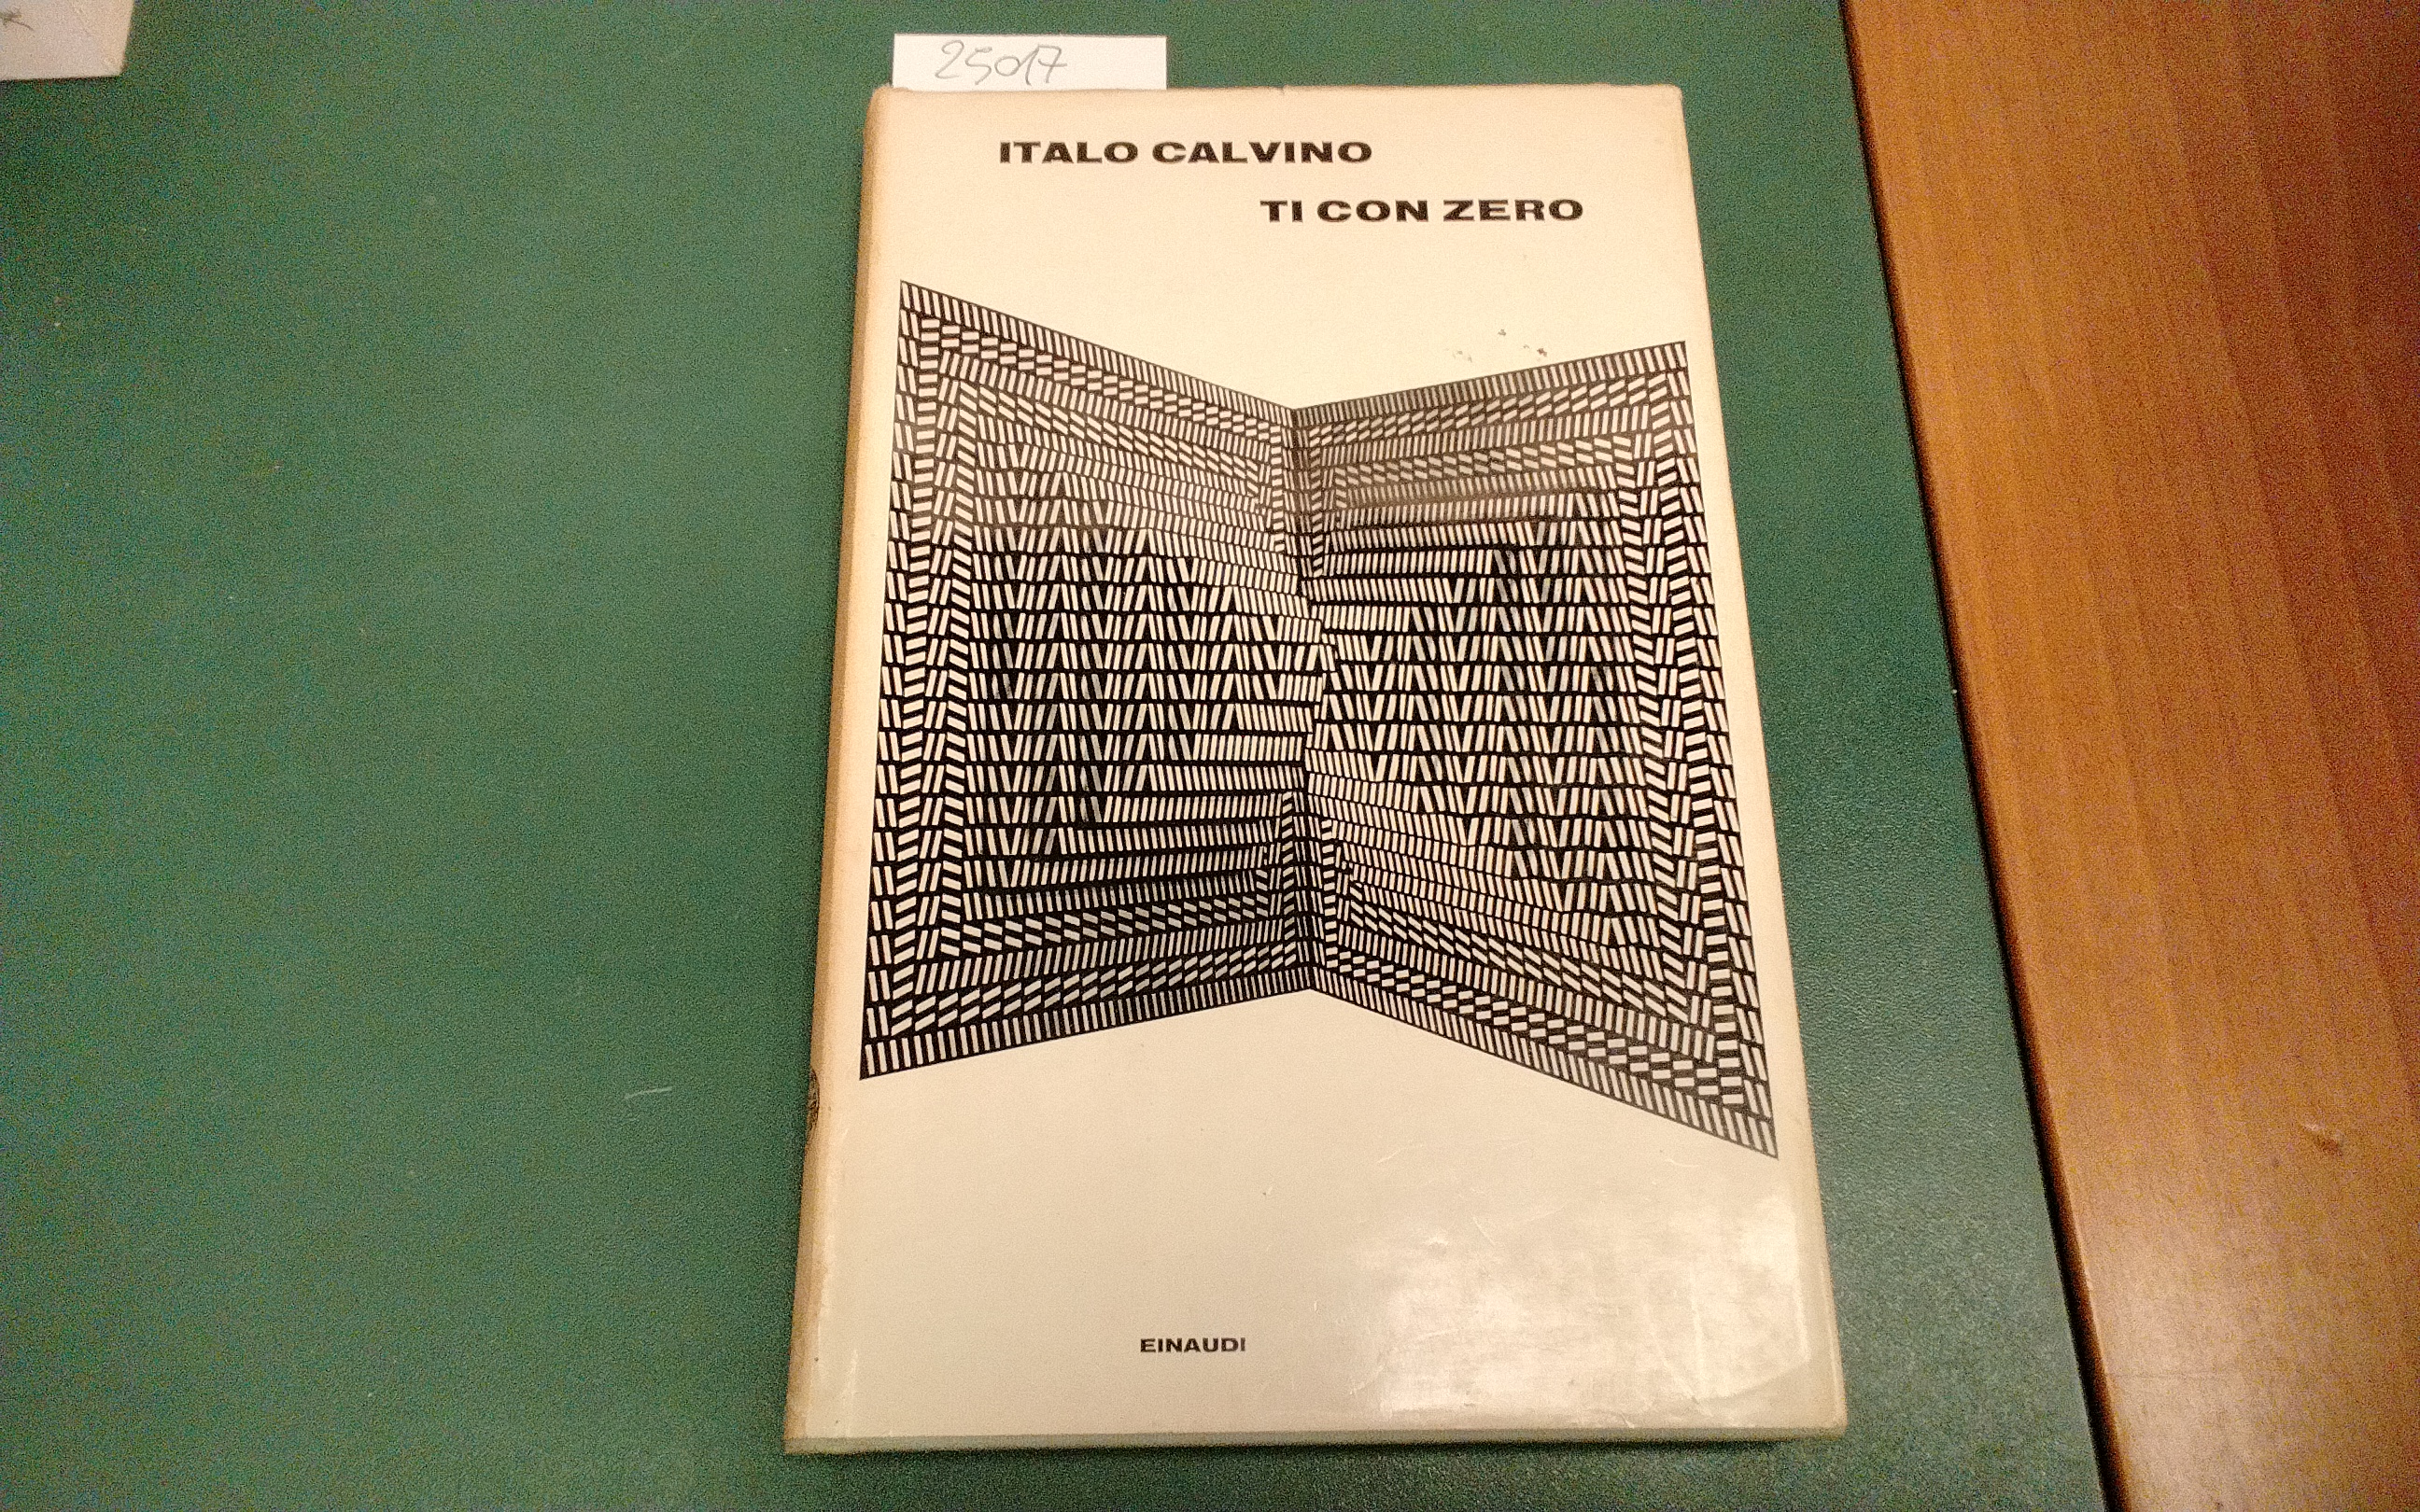 25017
ITALO CALVINO
TI CON ZERO
EINAUDI